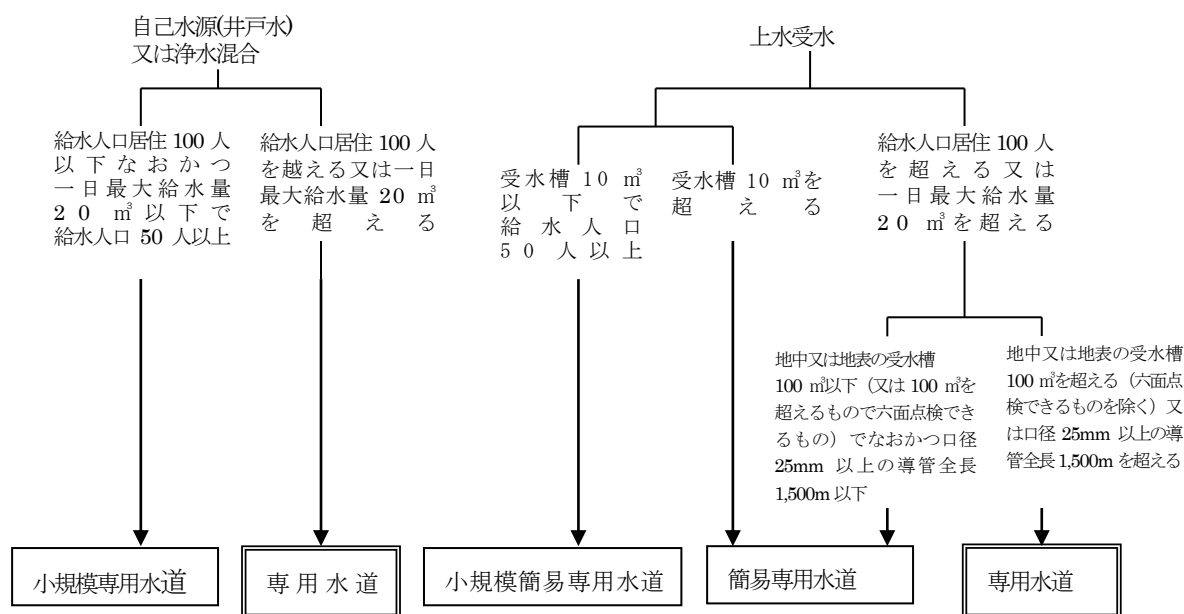 自己水源(井戸水)
又は浄水混合
上水受水
給水人口居住 100 人
以下なおかつ
一日最大給水量
20 ㎥以下で
給水人口 50 人以上
給水人口居住 100 人
を越える又は一日
最大給水量 20 ㎥
を超える
受水槽 10 ㎥
以下で
給水人口
50 人以上
受水槽 10 ㎥を
超える
給水人口居住 100 人
を超える又は
一日最大給水量
20 ㎥を超える
地中又は地表の受水槽
100 ㎥以下（又は 100 ㎥を
超えるもので六面点検でき
るもの）でなおかつ口径
25mm 以上の導管全長
1,500m 以下
地中又は地表の受水槽
100 ㎥を超える（六面点
検できるものを除く）又
は口径 25mm 以上の導
管全長 1,500m を超える
小規模専用水道
専用水道
小規模簡易専用水道
簡易専用水道
専用水道